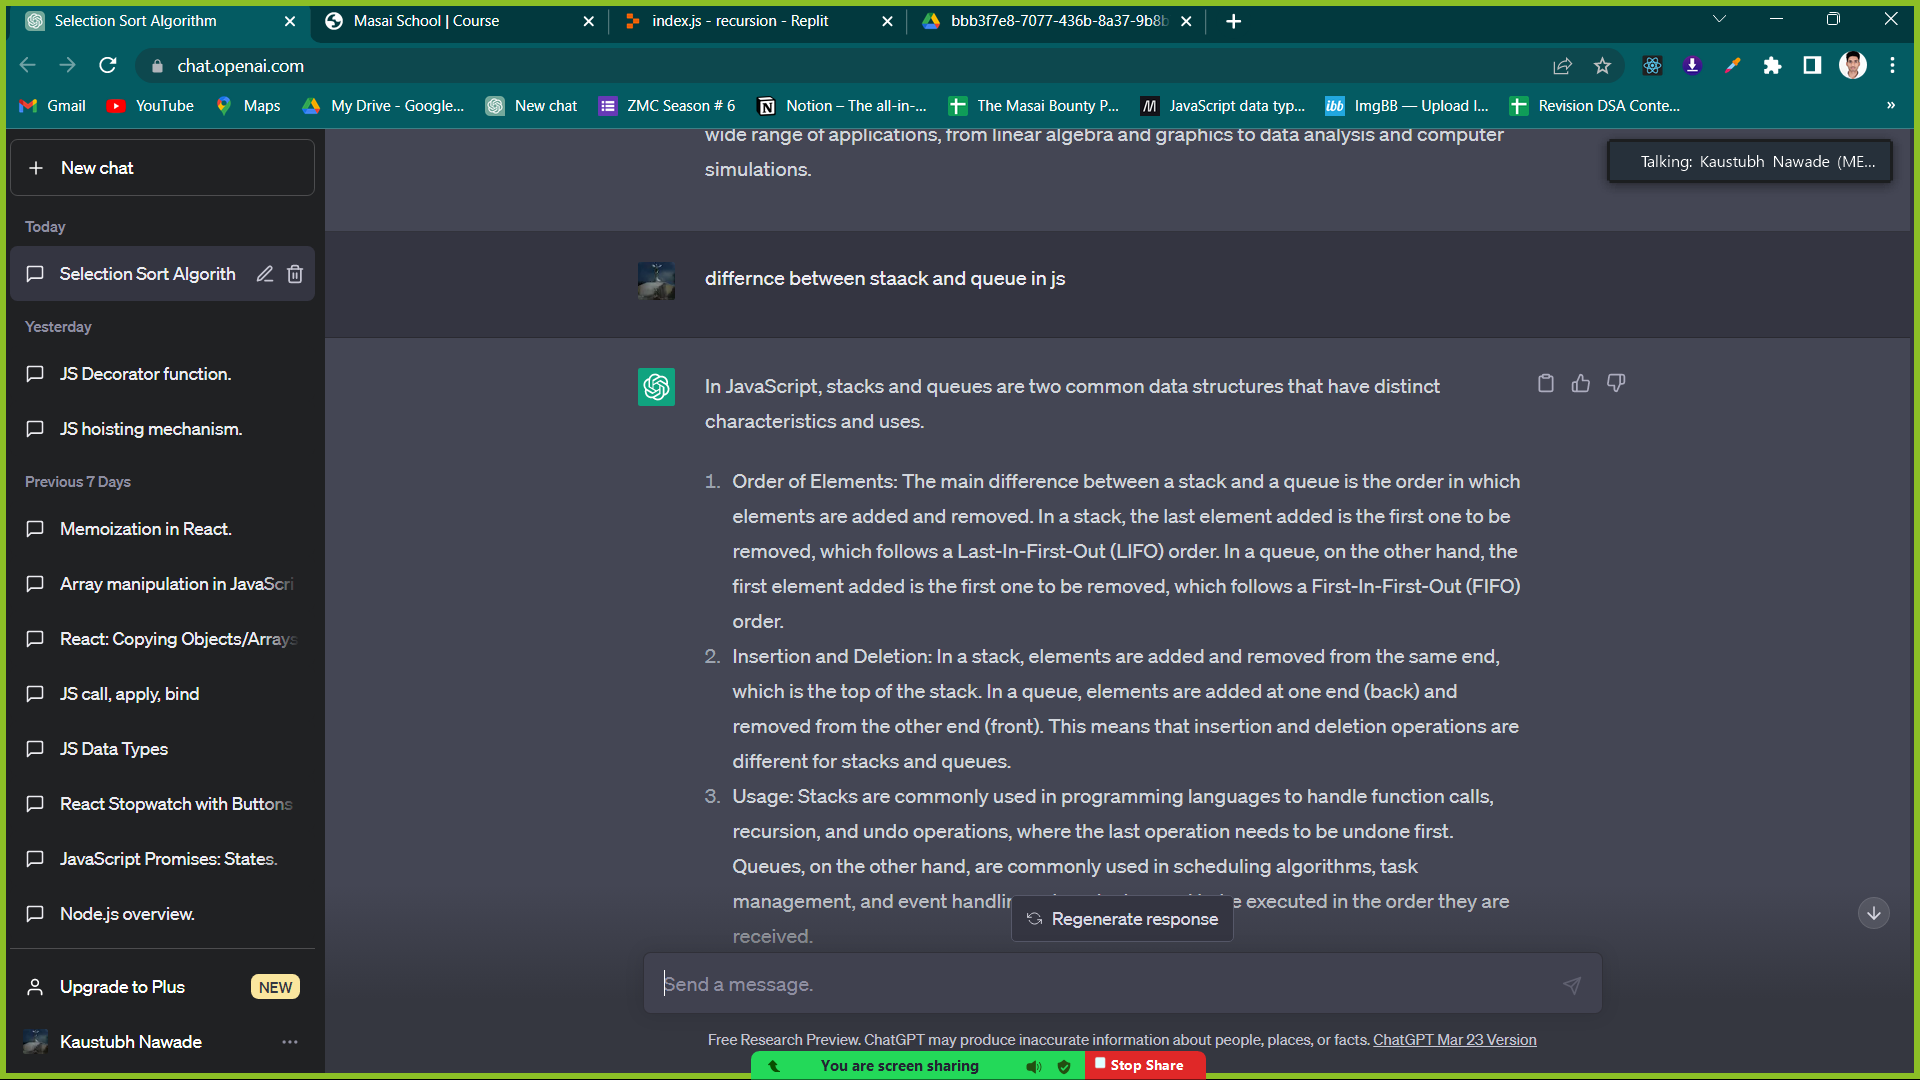 Selection Sort Algorithm
Masai School | Course
index.js - recursion - Replit
bbb3f7e8-7077-436b-8a37-9b8b
chat.openai.com
Gmail
YouTube
Maps
My Drive - Google...
New chat
ZMC Season # 6
Notion – The all-in-...
The Masai Bounty P...
JavaScript data typ...
ibb ImgBB — Upload I...
Revision DSA Conte...
»
New chat
Today
Selection Sort Algorith
Yesterday
JS Decorator function.
JS hoisting mechanism.
Previous 7 Days
Memoization in React.
Array manipulation in JavaScri
React: Copying Objects/Arrays
JS call, apply, bind
JS Data Types
React Stopwatch with Buttons
JavaScript Promises: States.
Node.js overview.
Upgrade to Plus NEW
Kaustubh Nawade
wide range of applications, from linear algebra and graphics to data analysis and computer
simulations.
Talking: Kaustubh Nawade (ME...
differnce between staack and queue in js
In JavaScript, stacks and queues are two common data structures that have distinct
characteristics and uses.
1. Order of Elements: The main difference between a stack and a queue is the order in which
elements are added and removed. In a stack, the last element added is the first one to be
removed, which follows a Last-In-First-Out (LIFO) order. In a queue, on the other hand, the
first element added is the first one to be removed, which follows a First-In-First-Out (FIFO)
order.
2. Insertion and Deletion: In a stack, elements are added and removed from the same end,
which is the top of the stack. In a queue, elements are added at one end (back) and
removed from the other end (front). This means that insertion and deletion operations are
different for stacks and queues.
3. Usage: Stacks are commonly used in programming languages to handle function calls,
recursion, and undo operations, where the last operation needs to be undone first.
Queues, on the other hand, are commonly used in scheduling algorithms, task
management, and event handlin executed in the order they are
received.
Regenerate response
Send a message.
Free Research Preview. ChatGPT may produce inaccurate information about people, places, or facts. ChatGPT Mar 23 Version
You are screen sharing
Stop Share